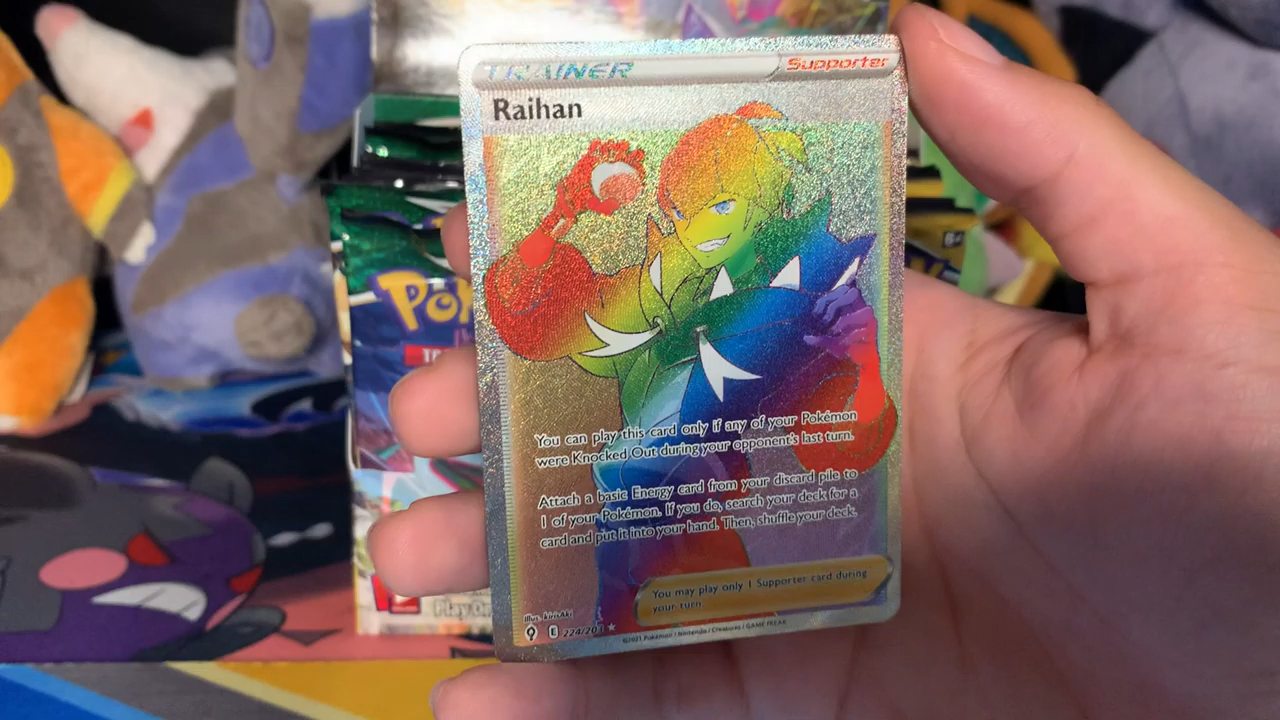 TRAINER Supporter
Raihan
You can play this card only if any of your Pokémon
were Knocked Out during your opponent's last turn.
Attach a basic Energy card from your discard pile to
1 of your Pokémon. If you do, search your deck for a
card and put it into your hand. Then, shuffle your deck.
You may play only 1 Supporter card during
your turn.
illus. kirisAki
E 224/203 ★
©2021 Pokémon / Nintendo / Creatures / GAME FREAK